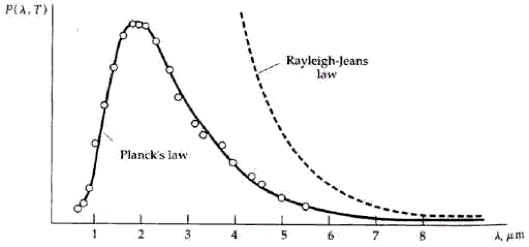 P(λ, T)
Rayleigh-Jeans
law
Planck's law
1 2 3 4 5 6 7 8 λ, μm